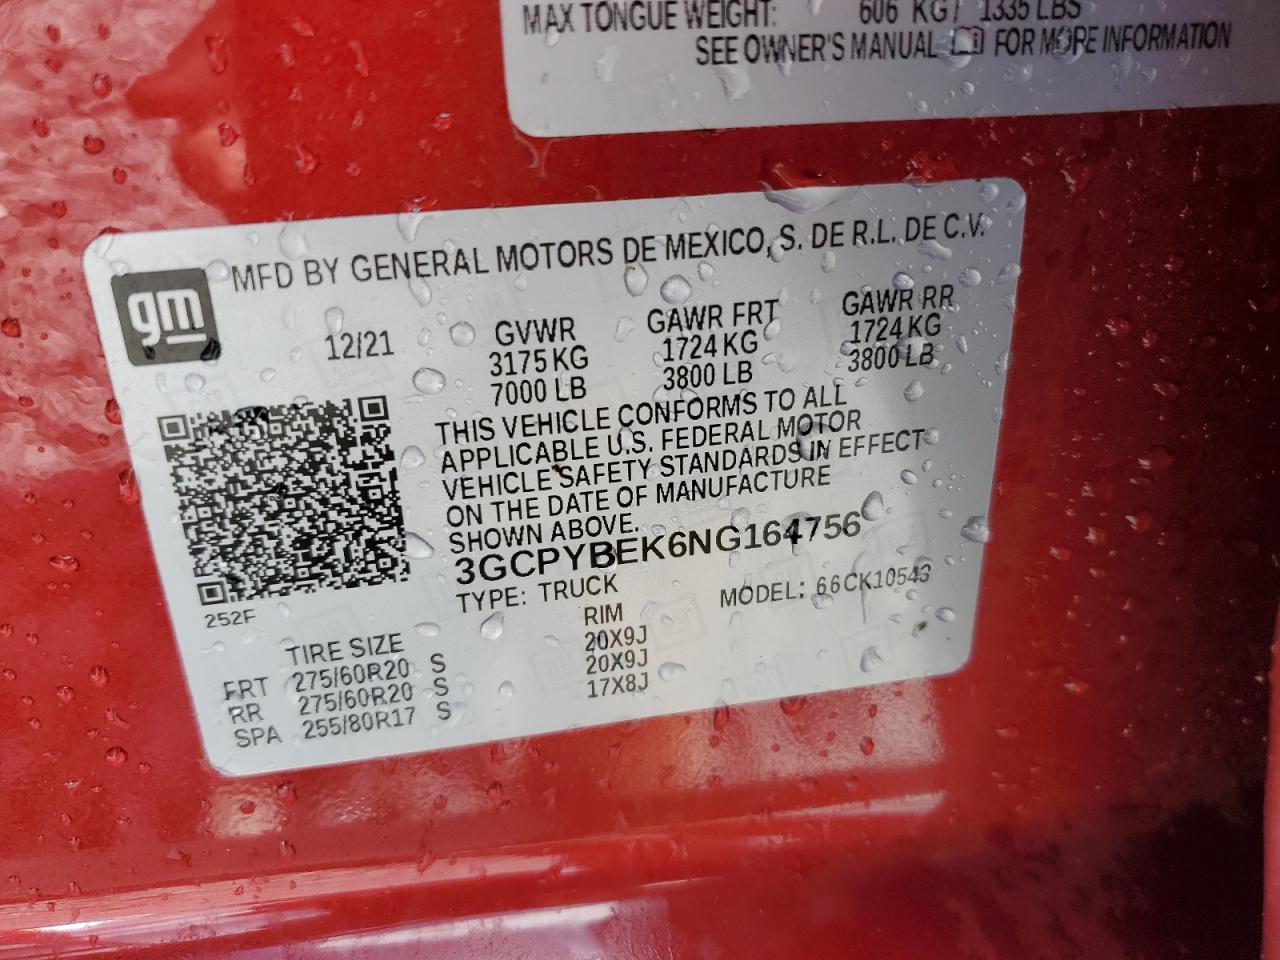 MAX TONGUE WEIGHT: 606 KG / 1335 LBS
SEE OWNER'S MANUAL FOR MORE INFORMATION
gm
MFD BY GENERAL MOTORS DE MEXICO, S. DE R.L. DE C.V.
12/21
GVWR GAWR FRT GAWR RR
3175 KG 1724 KG 1724 KG
7000 LB 3800 LB 3800 LB
THIS VEHICLE CONFORMS TO ALL
APPLICABLE U.S. FEDERAL MOTOR
VEHICLE SAFETY STANDARDS IN EFFECT
ON THE DATE OF MANUFACTURE
SHOWN ABOVE.
3GCPYBEK6NG164756
TYPE: TRUCK MODEL: 66CK10543
252F
TIRE SIZE RIM
FRT 275/60R20 S 20X9J
RR 275/60R20 S 20X9J
SPA 255/80R17 S 17X8J